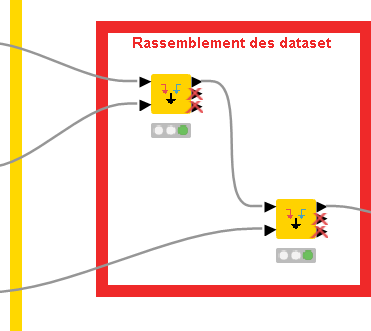 Rassemblement des dataset